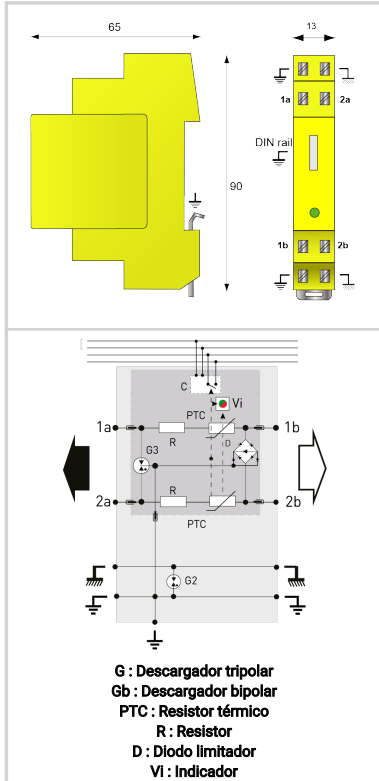 65
13
1a
2a
DIN rail
90
1b
2b
C
Vi
PTC
1a
1b
R
D
G3
R
2a
2b
PTC
G2
G : Descargador tripolar
Gb : Descargador bipolar
PTC : Resistor térmico
R : Resistor
D : Diodo limitador
Vi : Indicador